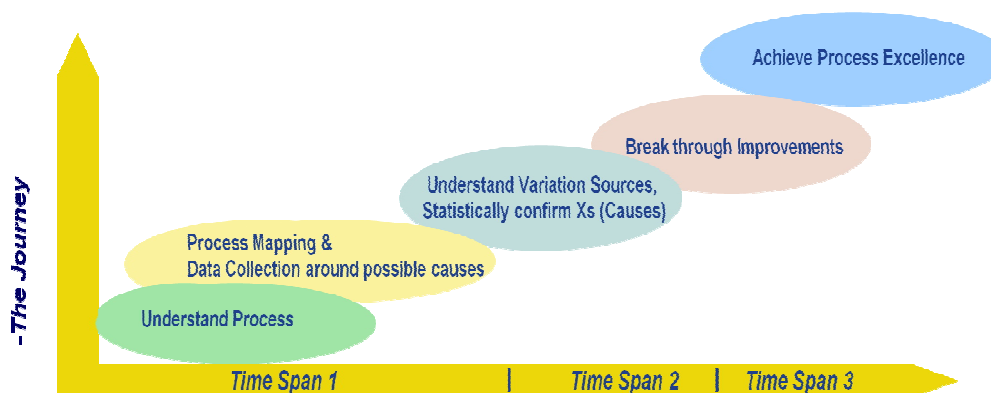 Achieve Process Excellence
Break through Improvements
Understand Variation Sources,
Statistically confirm Xs (Causes)
Process Mapping &
Data Collection around possible causes
Understand Process
-The Journey
Time Span 1 | Time Span 2 | Time Span 3